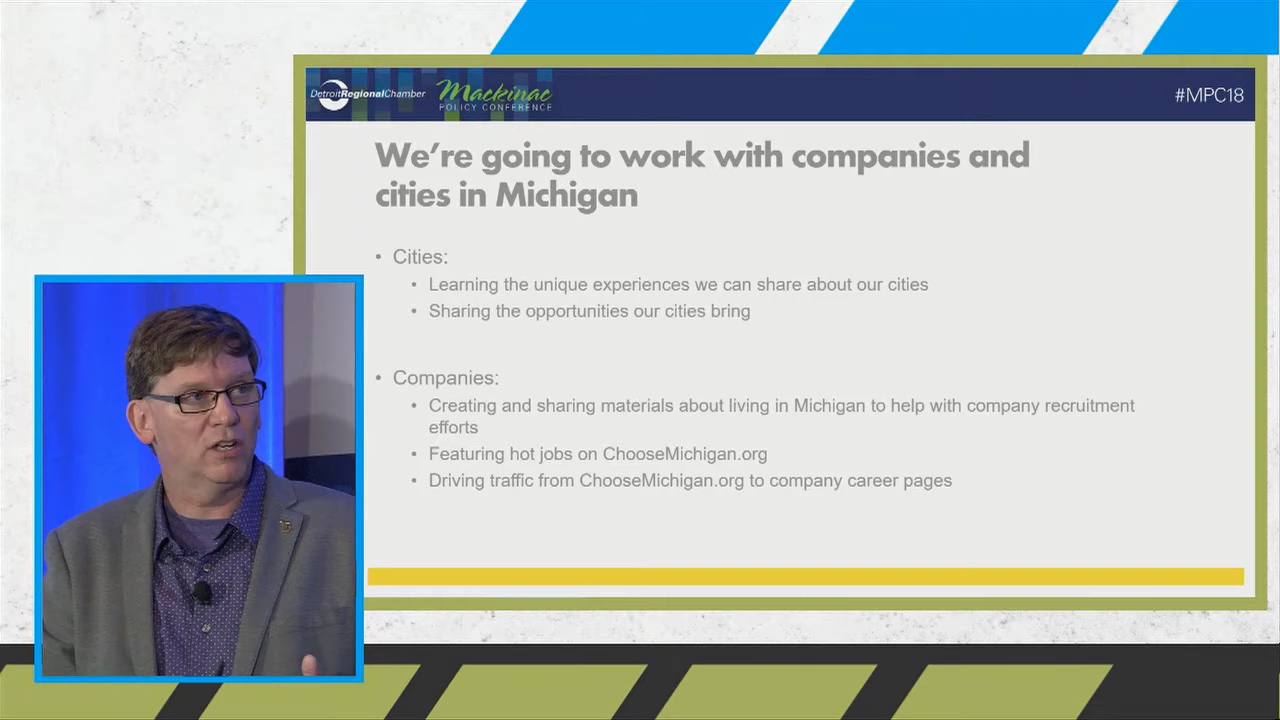 DetroitRegionalChamber
Mackinac
POLICY CONFERENCE
#MPC18
We're going to work with companies and
cities in Michigan
• Cities:
• Learning the unique experiences we can share about our cities
• Sharing the opportunities our cities bring
• Companies:
• Creating and sharing materials about living in Michigan to help with company recruitment
efforts
• Featuring hot jobs on ChooseMichigan.org
• Driving traffic from ChooseMichigan.org to company career pages